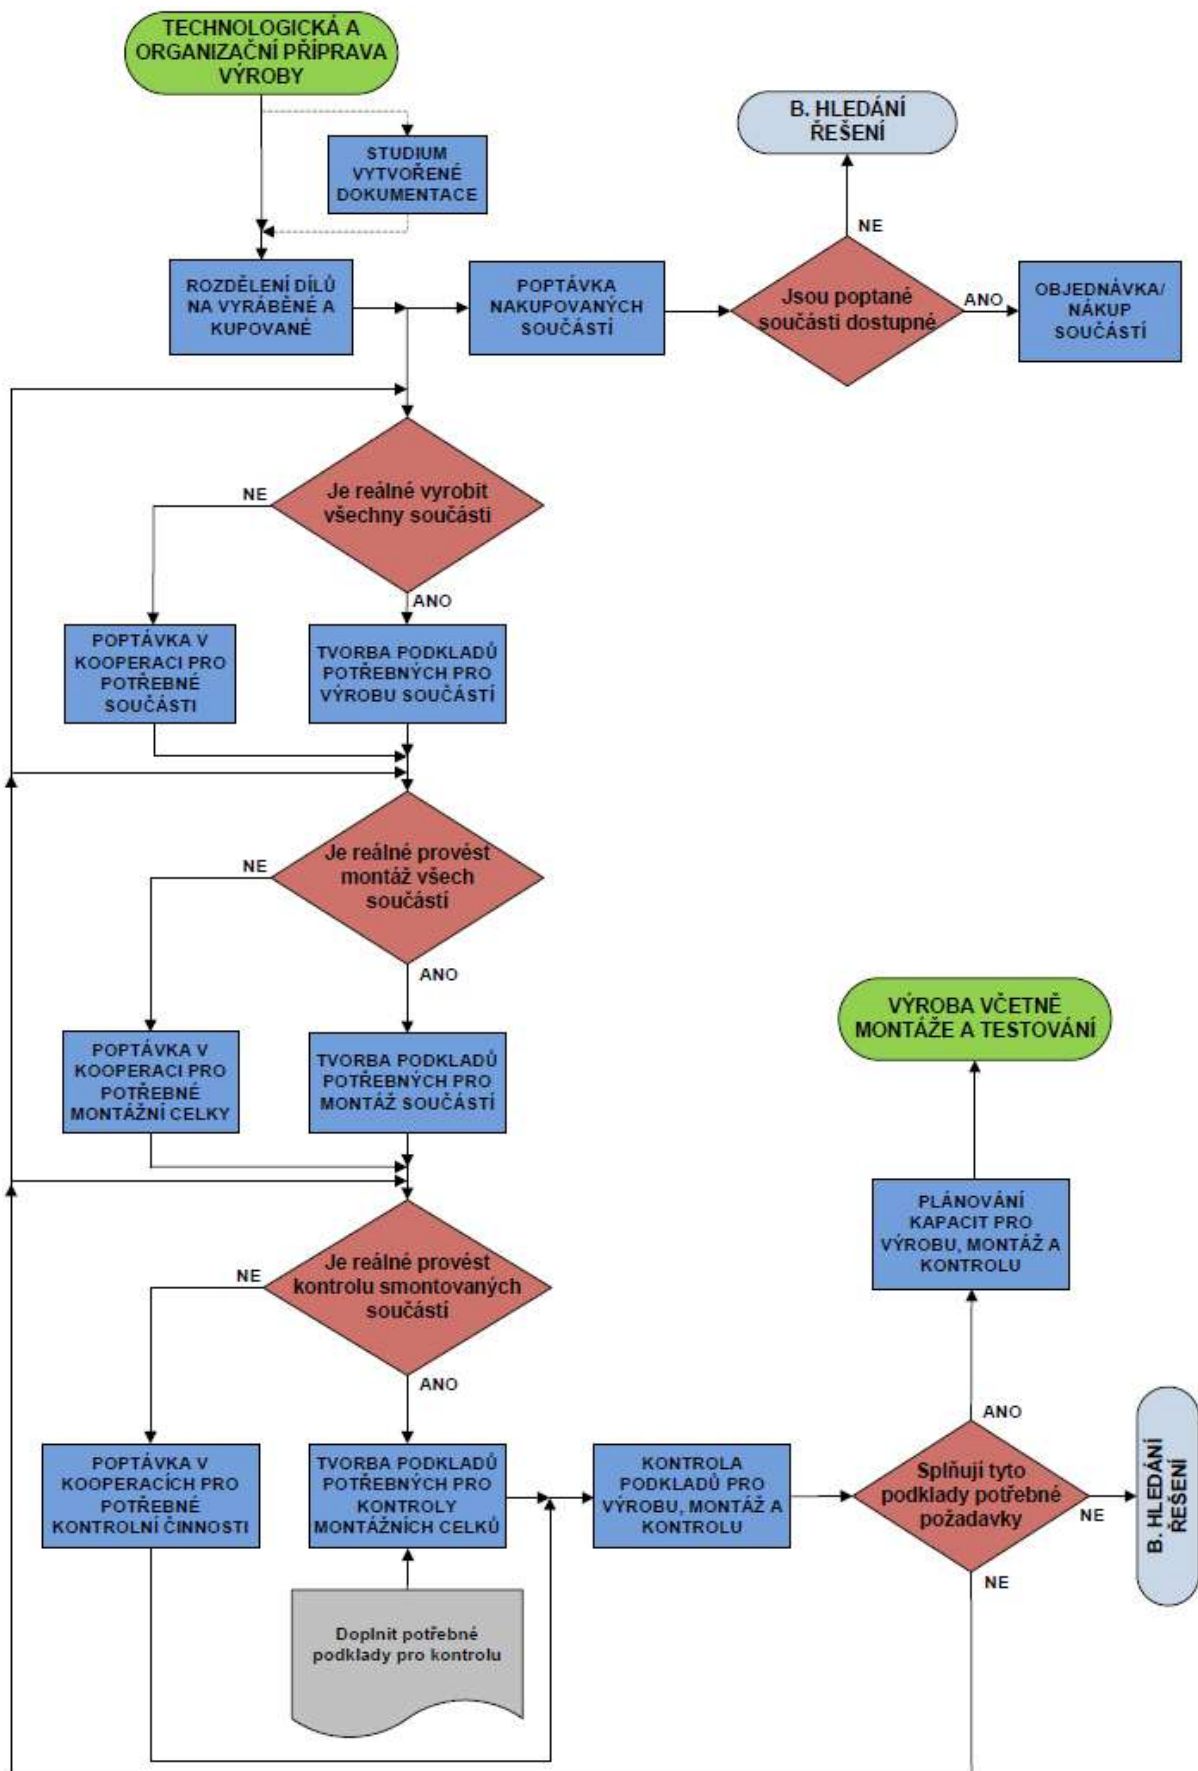 TECHNOLOGICKÁ A
ORGANIZAČNÍ PŘÍPRAVA
VÝROBY
STUDIUM
VYTVOŘENÉ
DOKUMENTACE
B. HLEDÁNÍ
ŘEŠENÍ
NE
ROZDĚLENÍ DÍLŮ
NA VYRÁBĚNÉ A
KUPOVANÉ
POPTÁVKA
NAKUPOVANÝCH
SOUČÁSTÍ
Jsou poptané
součásti dostupné
ANO
OBJEDNÁVKA/
NÁKUP
SOUČÁSTÍ
Je reálné vyrobit
všechny součásti
NE
ANO
POPTÁVKA V
KOOPERACI PRO
POTŘEBNÉ
SOUČÁSTI
TVORBA PODKLADŮ
POTŘEBNÝCH PRO
VÝROBU SOUČÁSTÍ
Je reálné provést
montáž všech
součástí
NE
ANO
POPTÁVKA V
KOOPERACI PRO
POTŘEBNÉ
MONTÁŽNÍ CELKY
TVORBA PODKLADŮ
POTŘEBNÝCH PRO
MONTÁŽ SOUČÁSTÍ
VÝROBA VČETNĚ
MONTÁŽE A TESTOVÁNÍ
PLÁNOVÁNÍ
KAPACIT PRO
VÝROBU, MONTÁŽ A
KONTROLU
Je reálné provést
kontrolu smontovaných
součástí
NE
ANO
POPTÁVKA V
KOOPERACÍCH PRO
POTŘEBNÉ
KONTROLNÍ ČINNOSTI
TVORBA PODKLADŮ
POTŘEBNÝCH PRO
KONTROLY
MONTÁŽNÍCH CELKŮ
KONTROLA
PODKLADŮ PRO
VÝROBU, MONTÁŽ A
KONTROLU
ANO
Splňují tyto
podklady potřebné
požadavky
NE
NE
B. HLEDÁNÍ
ŘEŠENÍ
Doplnit potřebné
podklady pro kontrolu